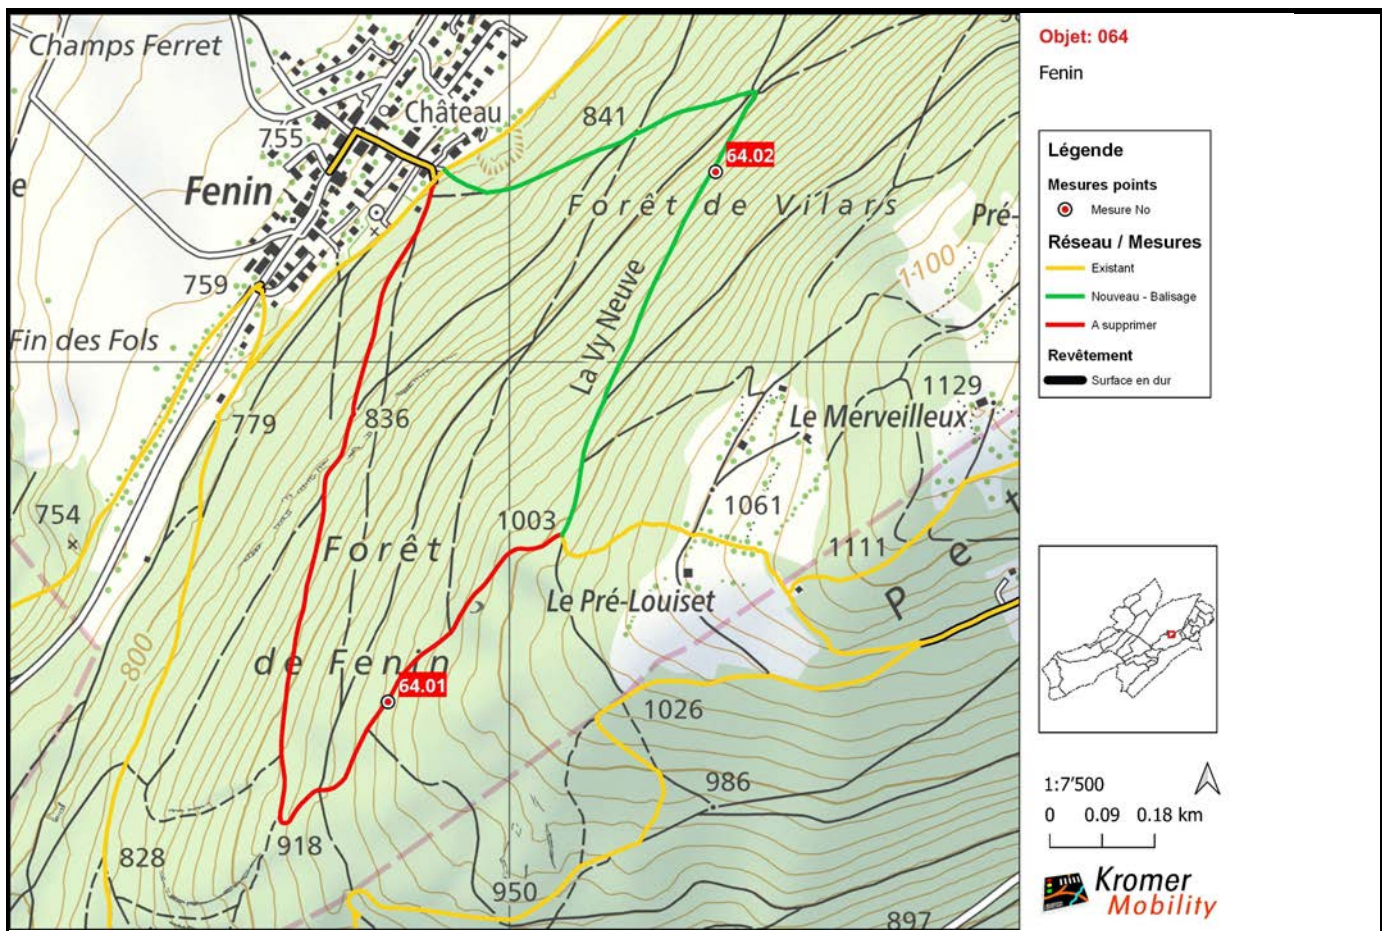 Champs Ferret
Château
841
755
64.02
Fenin
e
Forêt de Vilars
Pré-
1100
759
La Vy Neuve
Fin des Fols
1129
Le Merveilleux
779
836
754
1003
1061
1111
Forêt
P e t
Le Pré-Louiset
800
de Fenin
64.01
1026
986
918
828
950
897
Objet: 064
Fenin
Légende
Mesures points
Mesure No
Réseau / Mesures
Existant
Nouveau - Balisage
A supprimer
Revêtement
Surface en dur
1:7'500
0 0.09 0.18 km
Kromer
Mobility